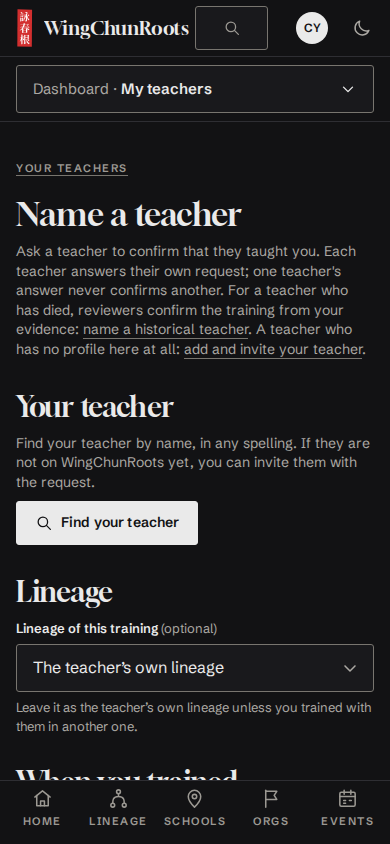 詠春根
WingChunRoots
CY
Dashboard · My teachers
YOUR TEACHERS
Name a teacher
Ask a teacher to confirm that they taught you. Each
teacher answers their own request; one teacher's
answer never confirms another. For a teacher who
has died, reviewers confirm the training from your
evidence: name a historical teacher. A teacher who
has no profile here at all: add and invite your teacher.
Your teacher
Find your teacher by name, in any spelling. If they are
not on WingChunRoots yet, you can invite them with
the request.
Find your teacher
Lineage
Lineage of this training (optional)
The teacher's own lineage
Leave it as the teacher's own lineage unless you trained with
them in another one.
When you trained
HOME LINEAGE SCHOOLS ORGS EVENTS